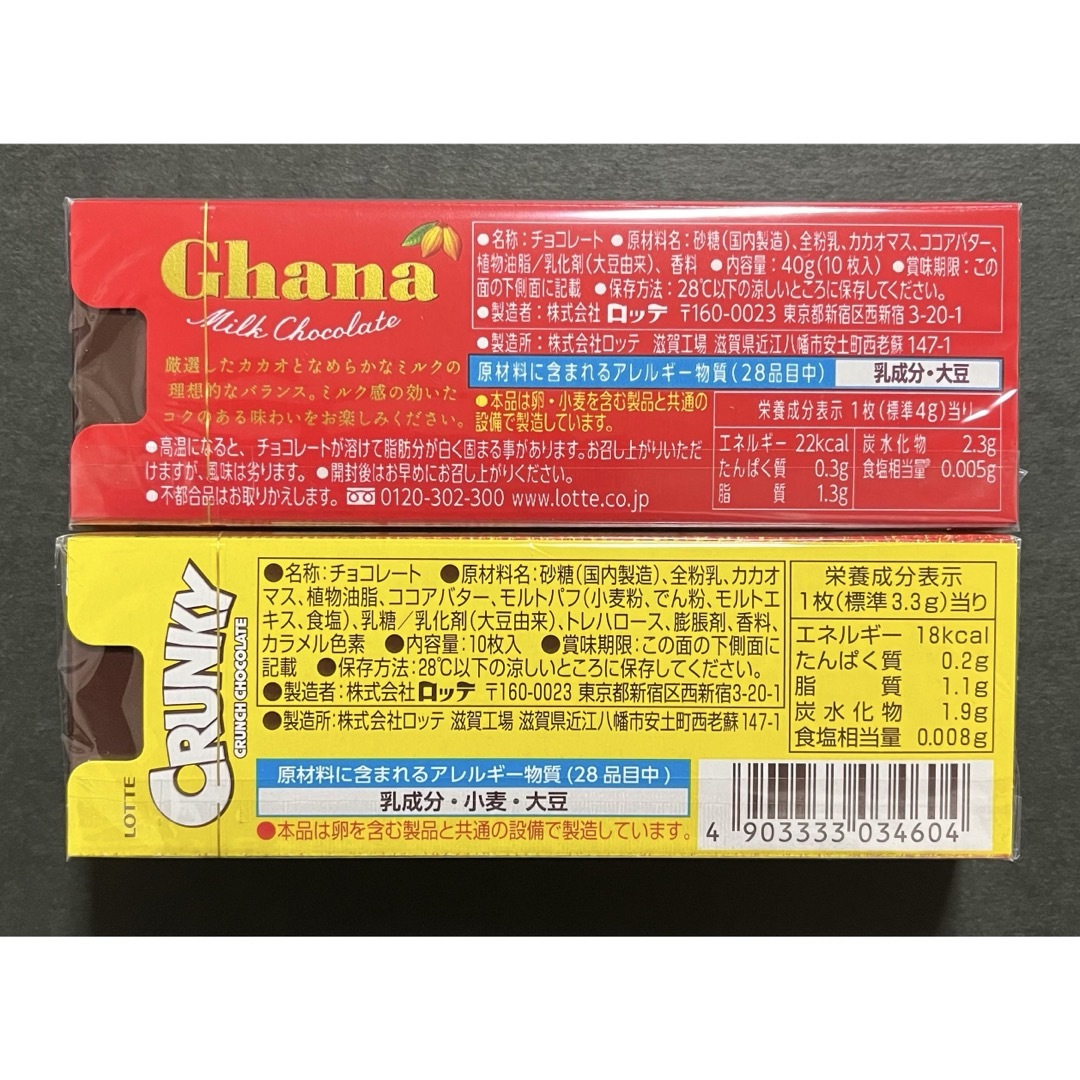 Ghana
Milk Chocolate
厳選したカカオとなめらかなミルクの
理想的なバランス。ミルク感の効いた
コクのある味わいをお楽しみください。
●名称：チョコレート ●原材料名：砂糖（国内製造）、全粉乳、カカオマス、ココアバター、
植物油脂／乳化剤（大豆由来）、香料 ●内容量：40g（10枚入） ●賞味期限：この
面の下側面に記載 ●保存方法：28℃以下の涼しいところに保存してください。
●製造者：株式会社 ロッテ 〒160-0023 東京都新宿区西新宿 3-20-1
●製造所：株式会社ロッテ 滋賀工場 滋賀県近江八幡市安土町西老蘇 147-1
原材料に含まれるアレルギー物質（28品目中） 乳成分・大豆
●本品は卵・小麦を含む製品と共通の
設備で製造しています。
●高温になると、チョコレートが溶けて脂肪分が白く固まる事があります。お召し上がりいただ
けますが、風味は劣ります。 ●開封後はお早めにお召し上がりください。
●不都合品はお取りかえします。 0120-302-300 www.lotte.co.jp
栄養成分表示 1枚（標準4g）当り
エネルギー 22kcal 炭水化物 2.3g
たんぱく質 0.3g 食塩相当量 0.005g
脂質 1.3g
LOTTE
CRUNKY
CRUNCH CHOCOLATE
●名称：チョコレート ●原材料名：砂糖（国内製造）、全粉乳、カカオ
マス、植物油脂、ココアバター、モルトパフ（小麦粉、でん粉、モルトエ
キス、食塩）、乳糖／乳化剤（大豆由来）、トレハロース、膨脹剤、香料、
カラメル色素 ●内容量：10枚入 ●賞味期限：この面の下側面に
記載 ●保存方法：28℃以下の涼しいところに保存してください。
●製造者：株式会社ロッテ 〒160-0023 東京都新宿区西新宿3-20-1
●製造所：株式会社ロッテ 滋賀工場 滋賀県近江八幡市安土町西老蘇 147-1
原材料に含まれるアレルギー物質（28品目中）
乳成分・小麦・大豆
●本品は卵を含む製品と共通の設備で製造しています。
栄養成分表示
1枚（標準3.3g）当り
エネルギー 18kcal
たんぱく質 0.2g
脂質 1.1g
炭水化物 1.9g
食塩相当量 0.008g
4 903333 034604